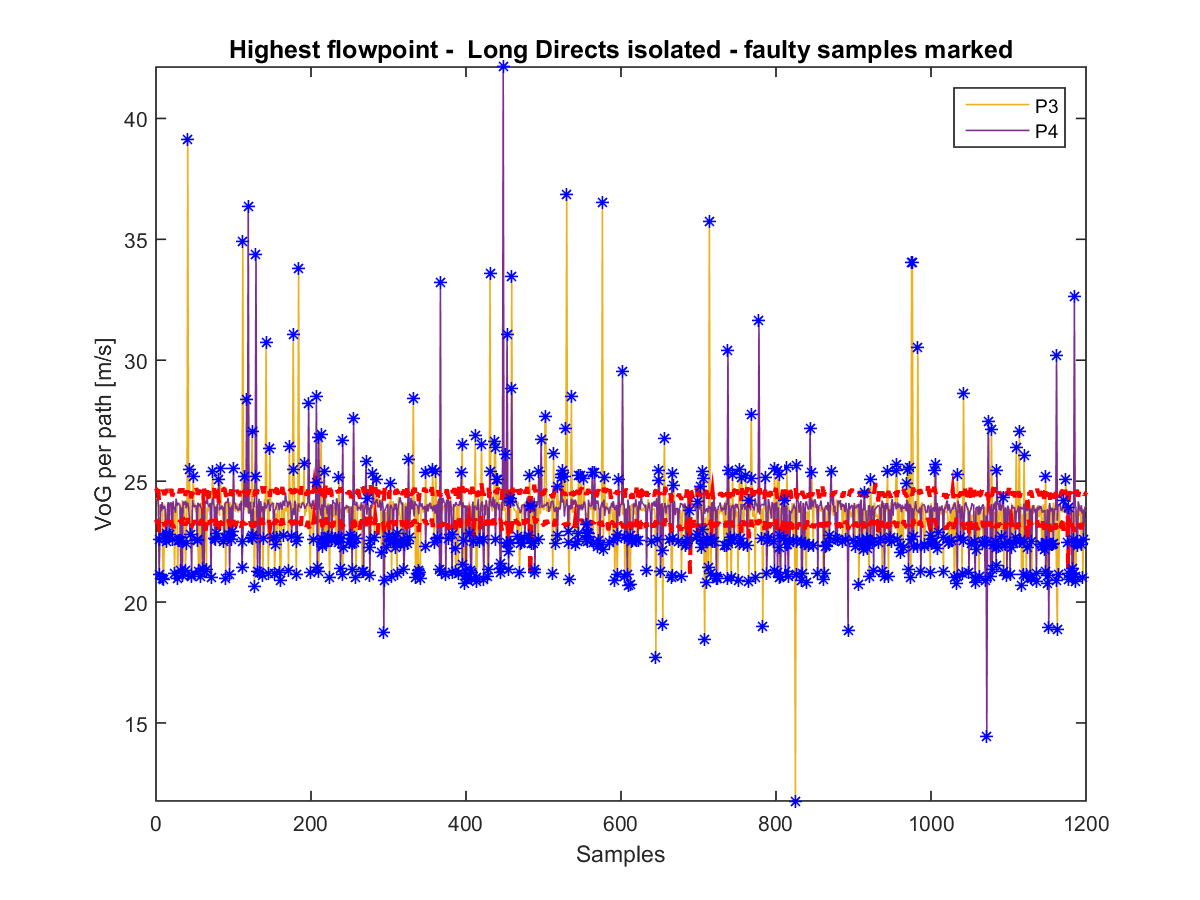 Highest flowpoint -  Long Directs isolated - faulty samples marked
P3
P4
VoG per path [m/s]
40
35
30
25
20
15
0 200 400 600 800 1000 1200
Samples